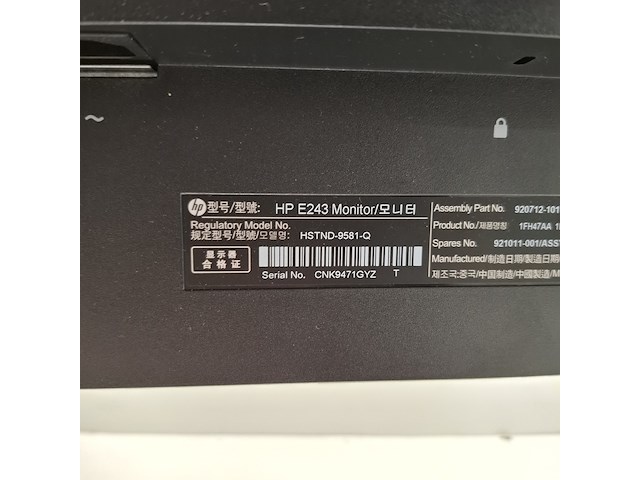 hp 型号/型號: HP E243 Monitor/모니터
Regulatory Model No.
规定型号/모델명: HSTND-9581-Q
显示器
合格证
Serial No. CNK9471GYZ T
Assembly Part No. 920712-101
Product No./제품명칭 1FH47AA
Spares No. 921011-001/ASS
Manufactured/制造日期/製造日期/
제조국:중국/中国制造/中國製造/